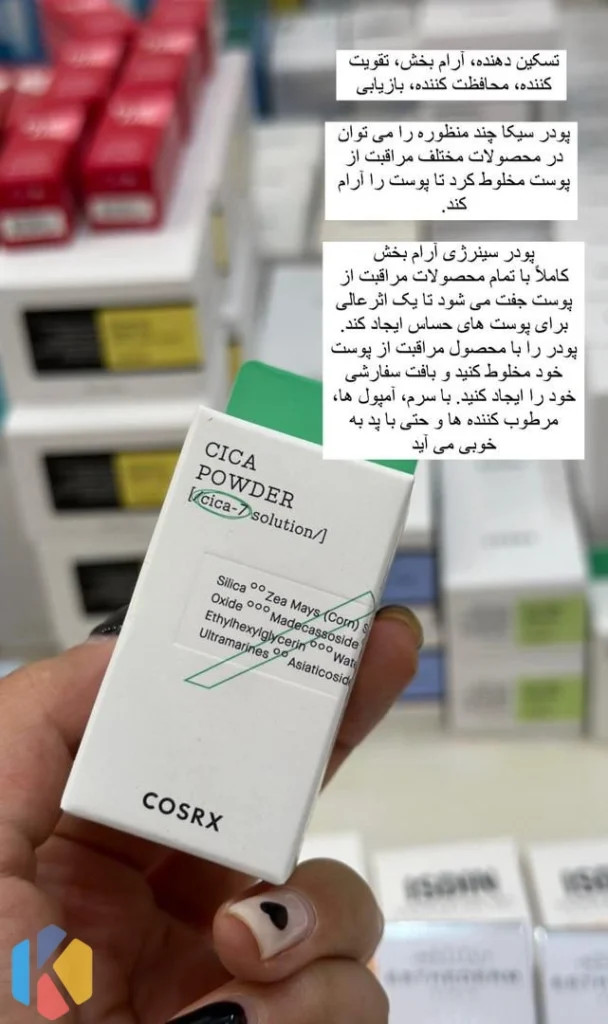 تسکین دهنده، آرام بخش، تقویت
کننده، محافظت کننده، بازیابی
پودر سیکا چند منظوره را می توان
در محصولات مختلف مراقبت از
پوست مخلوط کرد تا پوست را آرام
کند.
پودر سینرژی آرام بخش
کاملاً با تمام محصولات مراقبت از
پوست جفت می شود تا یک اثرعالی
برای پوست های حساس ایجاد کند.
پودر را با محصول مراقبت از پوست
خود مخلوط کنید و بافت سفارشی
خود را ایجاد کنید. با سرم، آمپول ها،
مرطوب کننده ها و حتی با پد به
خوبی می آید
CICA
POWDER
[/cica-7 solution/]
Silica °° Zea Mays (Corn) S
Oxide °°° Madecassoside
Ethylhexylglycerin °°° Wate
Ultramarines °° Asiaticosid
COSRX
ISDIN